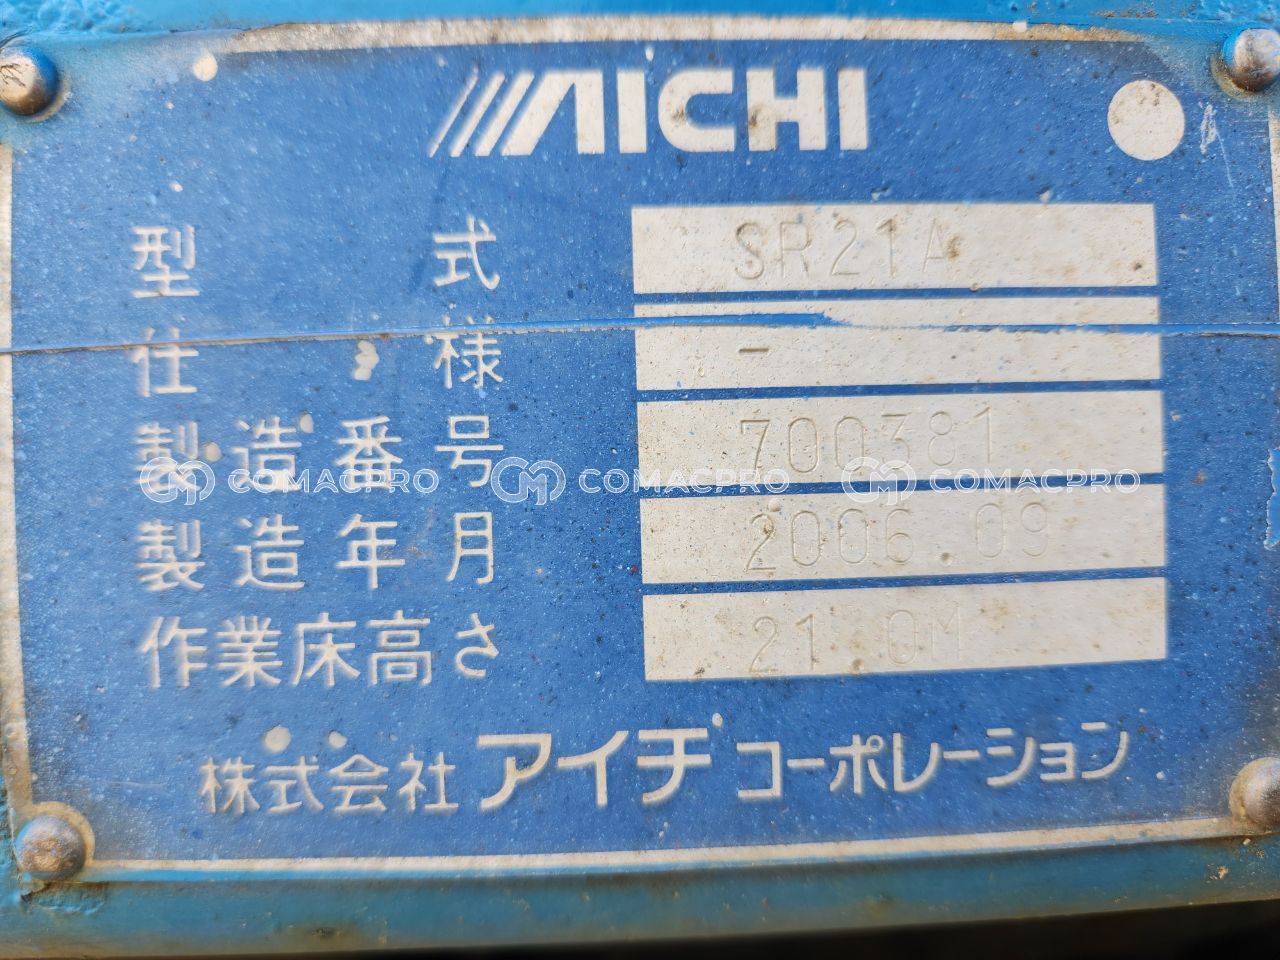 AICHI
型式 SR21A
仕様 -
製造番号 700381
COMACPRO COMACPRO COMACPRO
製造年月 2006.09
作業床高さ 21.0M
株式会社アイチコーポレーション